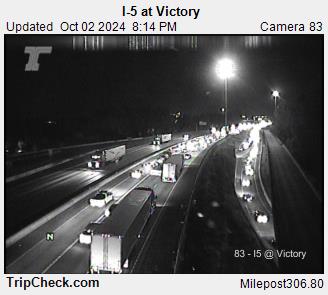 I-5 at Victory
Updated Oct 02 2024 8:14 PM Camera 83
T
N
83 - I5 @ Victory
TripCheck.com Milepost306.80